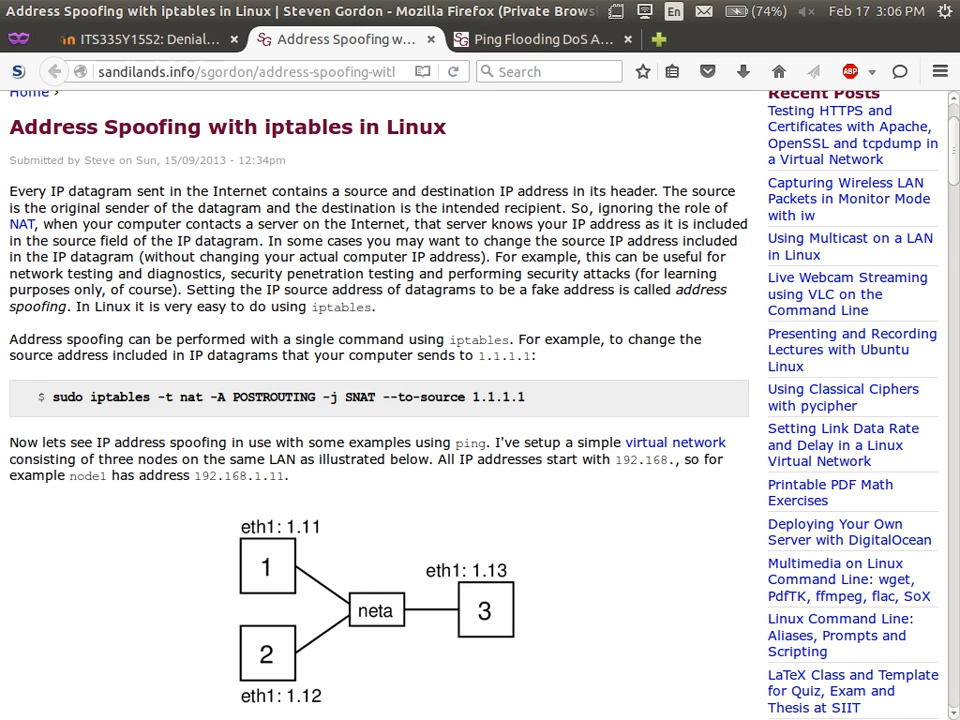 Address Spoofing with iptables in Linux | Steven Gordon - Mozilla Firefox (Private Brows
En
(74%)
Feb 17 3:06 PM
ITS335Y15S2: Denial...
Address Spoofing w...
Ping Flooding DoS A...
sandilands.info/sgordon/address-spoofing-wit
Search
ABP
Home ›
Address Spoofing with iptables in Linux
Submitted by Steve on Sun, 15/09/2013 - 12:34pm
Every IP datagram sent in the Internet contains a source and destination IP address in its header. The source
is the original sender of the datagram and the destination is the intended recipient. So, ignoring the role of
NAT, when your computer contacts a server on the Internet, that server knows your IP address as it is included
in the source field of the IP datagram. In some cases you may want to change the source IP address included
in the IP datagram (without changing your actual computer IP address). For example, this can be useful for
network testing and diagnostics, security penetration testing and performing security attacks (for learning
purposes only, of course). Setting the IP source address of datagrams to be a fake address is called address
spoofing. In Linux it is very easy to do using iptables.
Address spoofing can be performed with a single command using iptables. For example, to change the
source address included in IP datagrams that your computer sends to 1.1.1.1:
$ sudo iptables -t nat -A POSTROUTING -j SNAT --to-source 1.1.1.1
Now lets see IP address spoofing in use with some examples using ping. I've setup a simple virtual network
consisting of three nodes on the same LAN as illustrated below. All IP addresses start with 192.168., so for
example node1 has address 192.168.1.11.
eth1: 1.11
1
eth1: 1.13
neta
3
2
eth1: 1.12
Recent Posts
Testing HTTPS and
Certificates with Apache,
OpenSSL and tcpdump in
a Virtual Network
Capturing Wireless LAN
Packets in Monitor Mode
with iw
Using Multicast on a LAN
in Linux
Live Webcam Streaming
using VLC on the
Command Line
Presenting and Recording
Lectures with Ubuntu
Linux
Using Classical Ciphers
with pycipher
Setting Link Data Rate
and Delay in a Linux
Virtual Network
Printable PDF Math
Exercises
Deploying Your Own
Server with DigitalOcean
Multimedia on Linux
Command Line: wget,
PdfTK, ffmpeg, flac, SoX
Linux Command Line:
Aliases, Prompts and
Scripting
LaTeX Class and Template
for Quiz, Exam and
Thesis at SIIT